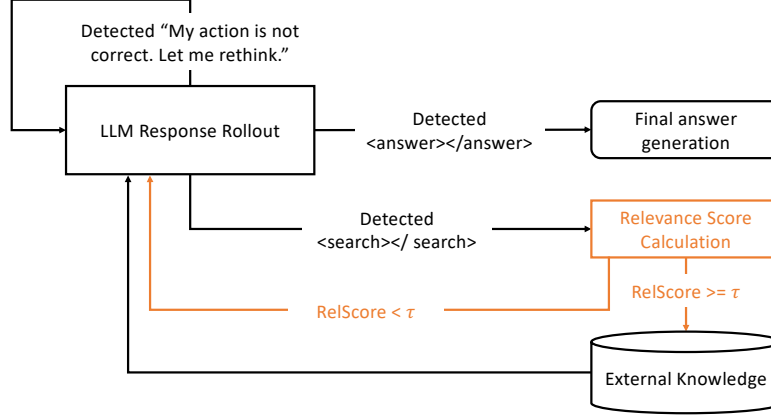 Detected “My action is not
correct. Let me rethink.”
LLM Response Rollout
Detected
<answer></answer>
Final answer
generation
Detected
<search></ search>
Relevance Score
Calculation
RelScore < τ
RelScore >= τ
External Knowledge